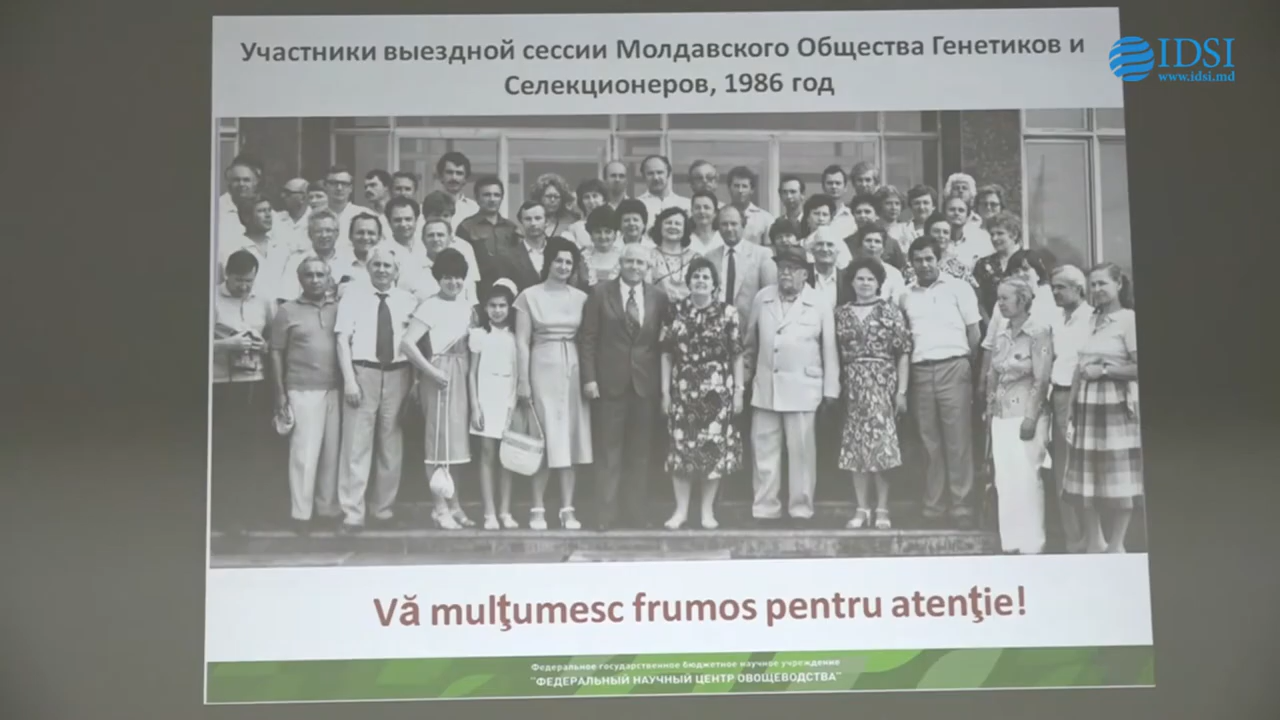 Участники выездной сессии Молдавского Общества Генетиков и
Селекционеров, 1986 год
IDSI
www.idsi.md
Vă mulţumesc frumos pentru atenţie!
Федеральное государственное бюджетное научное учреждение
"ФЕДЕРАЛЬНЫЙ НАУЧНЫЙ ЦЕНТР ОВОЩЕВОДСТВА"